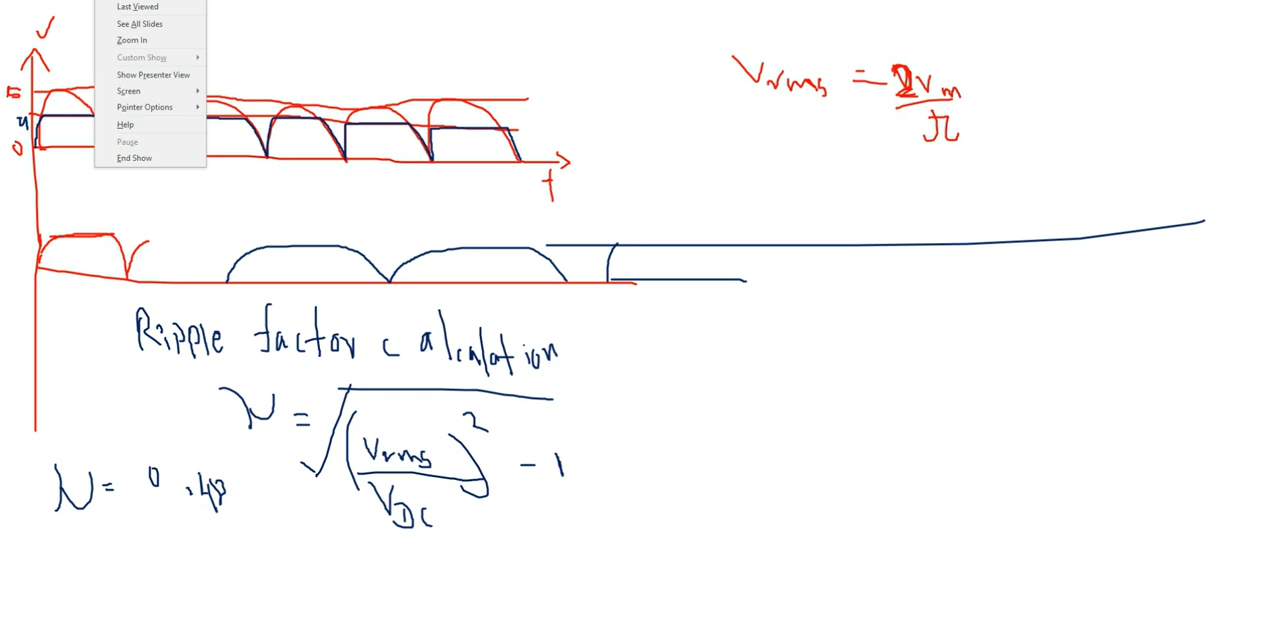 Last Viewed
See All Slides
Zoom In
Custom Show
Show Presenter View
Screen
Pointer Options
Help
Pause
End Show
V
0
t
Vrms = 2Vm / π
Ripple factor calculation
r = √(Vrms / VDC)² - 1
r = 0.48